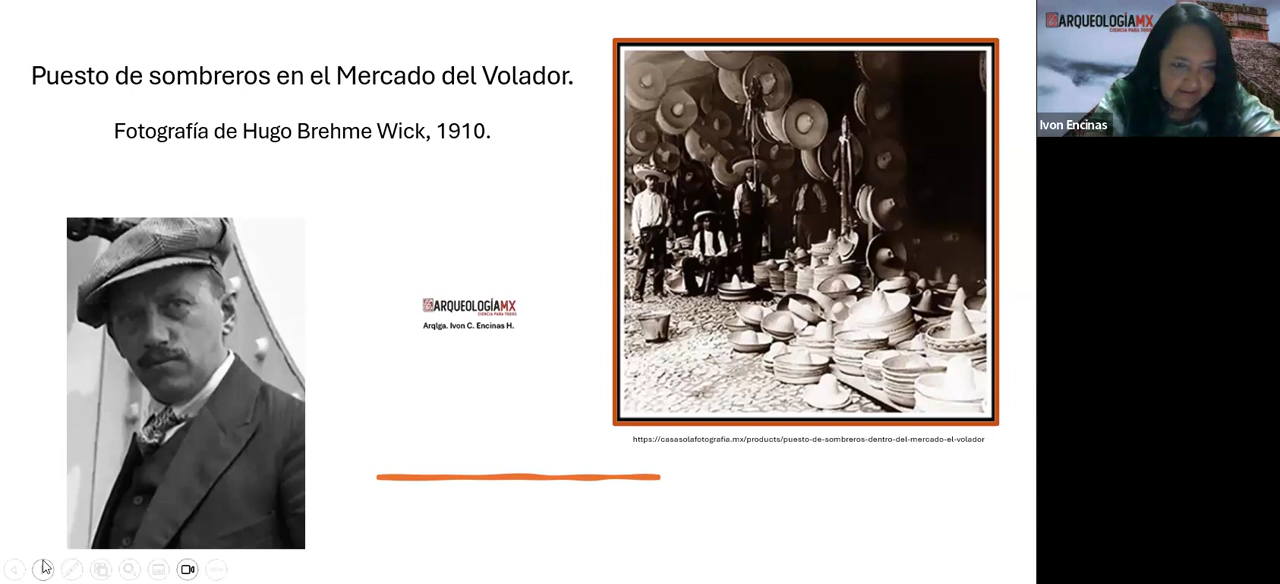 Puesto de sombreros en el Mercado del Volador.
Fotografía de Hugo Brehme Wick, 1910.
ARQUEOLOGÍAMX
CIENCIA PARA TODOS
Arqlga. Ivon C. Encinas H.
https://casasolafotografia.mx/products/puesto-de-sombreros-dentro-del-mercado-el-volador
ARQUEOLOGÍAMX
CIENCIA PARA TODOS
Ivon Encinas